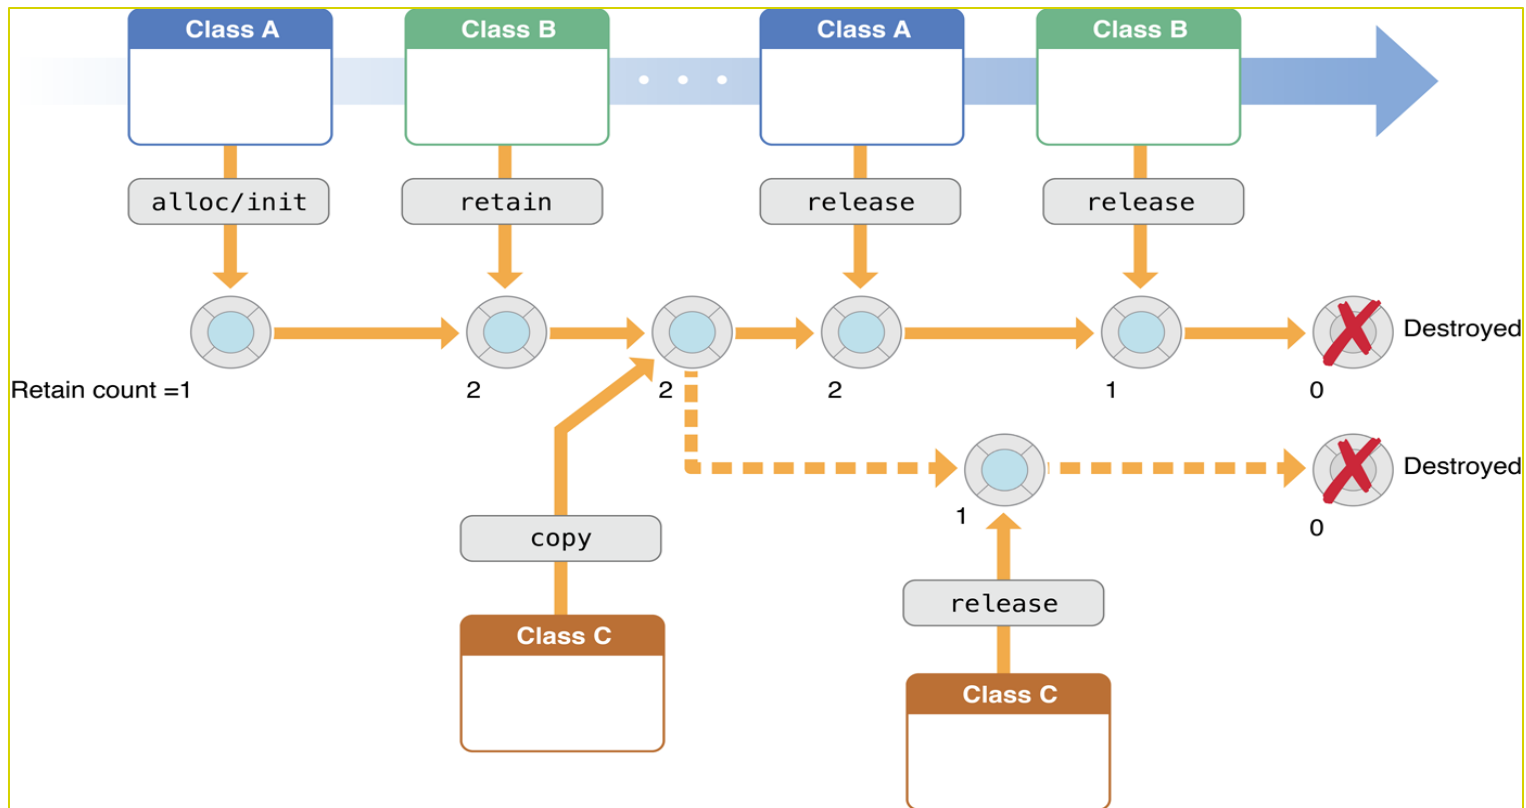 Class A
Class B
Class A
Class B
alloc/init
retain
release
release
Destroyed
Retain count =1
2
2
2
1
0
Destroyed
1
0
copy
release
Class C
Class C